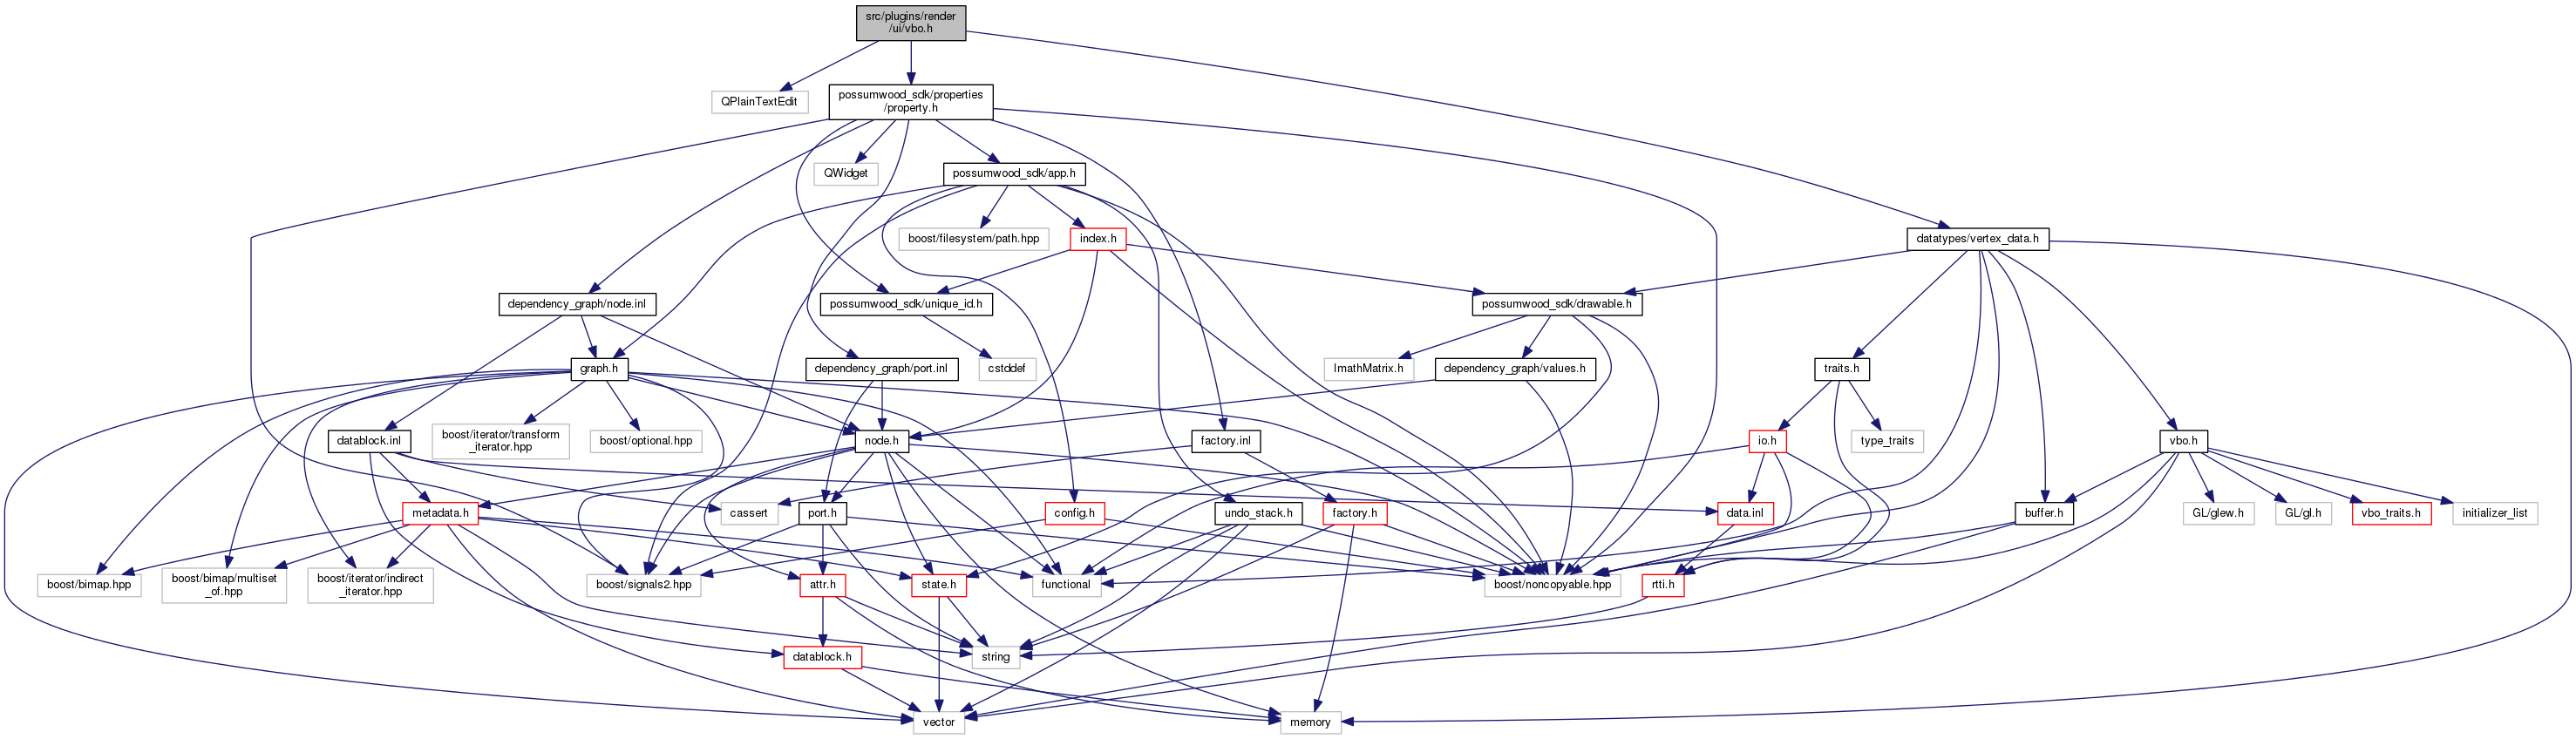 src/plugins/render
/ui/vbo.h
QPlainTextEdit
possumwood_sdk/properties
/property.h
QWidget
possumwood_sdk/app.h
boost/filesystem/path.hpp
index.h
datatypes/vertex_data.h
dependency_graph/node.inl
possumwood_sdk/unique_id.h
possumwood_sdk/drawable.h
graph.h
dependency_graph/port.inl
cstddef
ImathMatrix.h
dependency_graph/values.h
traits.h
datablock.inl
boost/iterator/transform
_iterator.hpp
boost/optional.hpp
node.h
factory.inl
io.h
type_traits
vbo.h
metadata.h
cassert
port.h
config.h
undo_stack.h
factory.h
data.inl
buffer.h
GL/glew.h
GL/gl.h
vbo_traits.h
initializer_list
boost/bimap.hpp
boost/bimap/multiset
_of.hpp
boost/iterator/indirect
_iterator.hpp
boost/signals2.hpp
attr.h
state.h
functional
boost/noncopyable.hpp
rtti.h
datablock.h
string
vector
memory